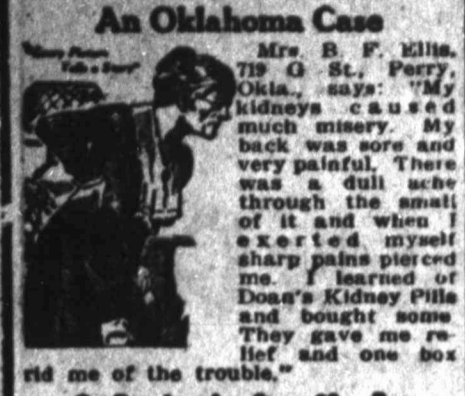 An Oklahoma Case
"Every Picture
Tells a Story"
Mrs. B. F. Ellis,
719 G St., Perry,
Okla., says: "My
kidneys caused
much misery. My
back was sore and
very painful. There
was a dull ache
through the small
of it and when I
exerted myself
sharp pains pierced
me. I learned of
Doan's Kidney Pills
and bought some
They gave me re-
lief and one box
rid me of the trouble."